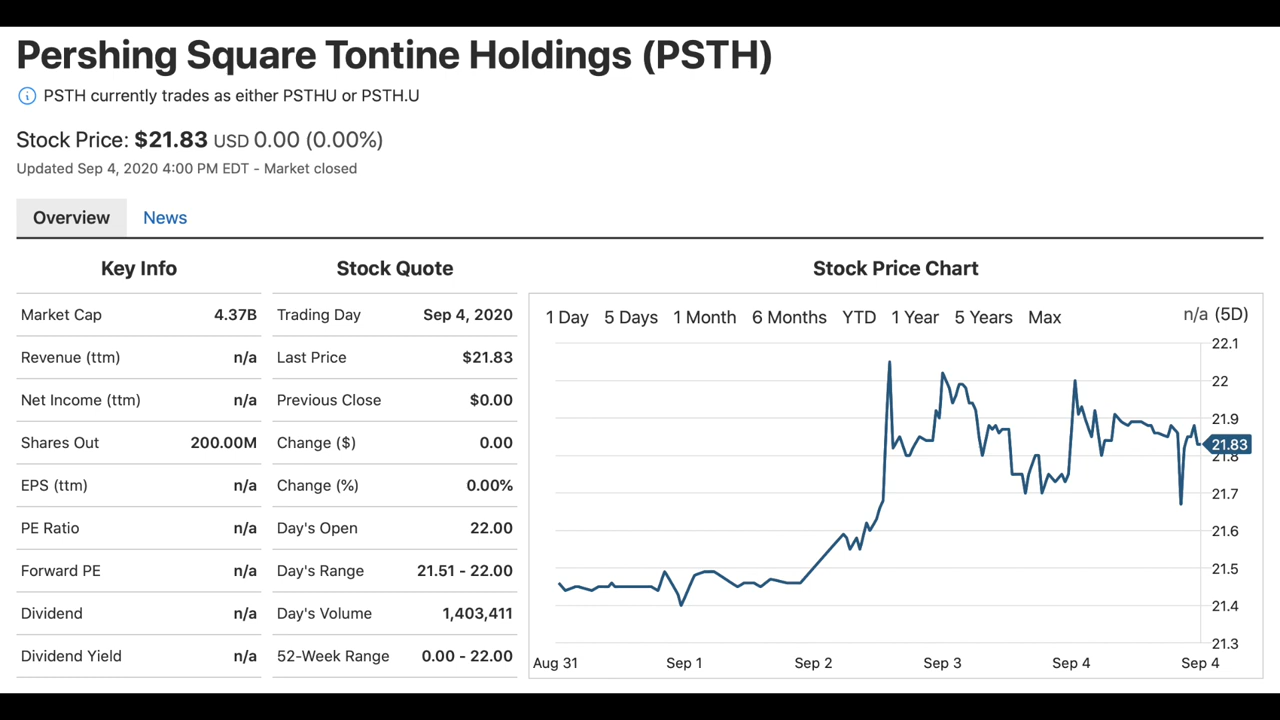 Pershing Square Tontine Holdings (PSTH)
PSTH currently trades as either PSTHU or PSTH.U
Stock Price: $21.83 USD 0.00 (0.00%)
Updated Sep 4, 2020 4:00 PM EDT - Market closed
Overview News
Key Info
Market Cap 4.37B
Revenue (ttm) n/a
Net Income (ttm) n/a
Shares Out 200.00M
EPS (ttm) n/a
PE Ratio n/a
Forward PE n/a
Dividend n/a
Dividend Yield n/a
Stock Quote
Trading Day Sep 4, 2020
Last Price $21.83
Previous Close $0.00
Change ($) 0.00
Change (%) 0.00%
Day's Open 22.00
Day's Range 21.51 - 22.00
Day's Volume 1,403,411
52-Week Range 0.00 - 22.00
Stock Price Chart
1 Day 5 Days 1 Month 6 Months YTD 1 Year 5 Years Max n/a (5D)
22.1
22
21.9
21.83
21.8
21.7
21.6
21.5
21.4
21.3
Aug 31 Sep 1 Sep 2 Sep 3 Sep 4 Sep 4